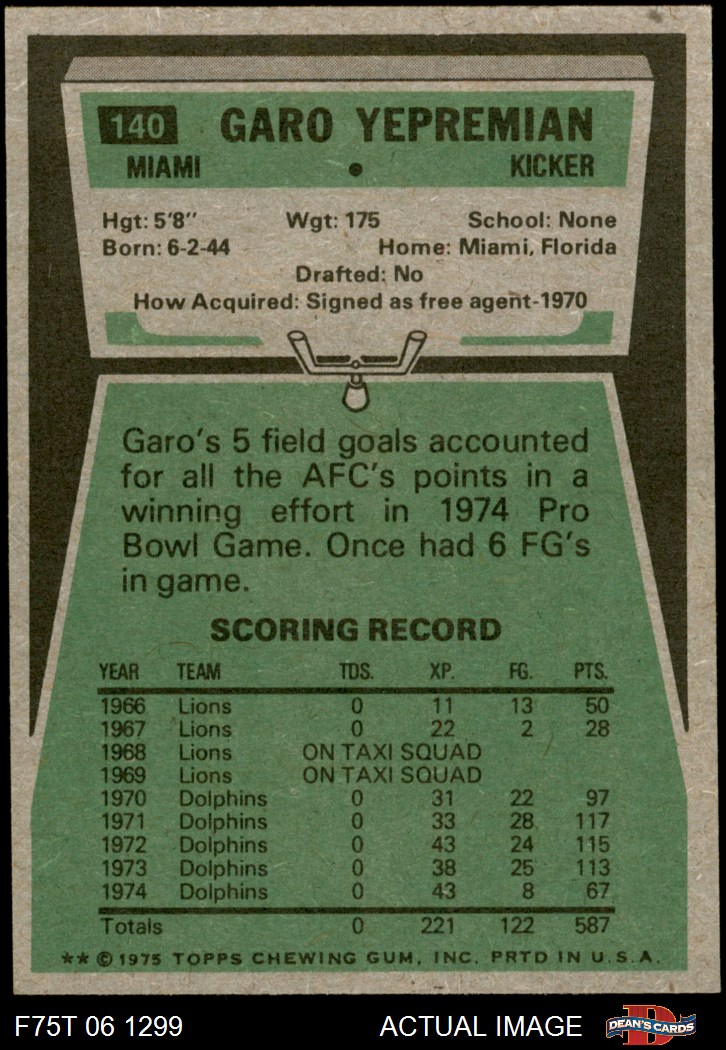 140 GARO YEPREMIAN
MIAMI • KICKER
Hgt: 5'8" Wgt: 175 School: None
Born: 6-2-44 Home: Miami, Florida
Drafted: No
How Acquired: Signed as free agent-1970
Garo's 5 field goals accounted
for all the AFC's points in a
winning effort in 1974 Pro
Bowl Game. Once had 6 FG's
in game.
SCORING RECORD
YEAR TEAM TDS. XP. FG. PTS.
1966 Lions 0 11 13 50
1967 Lions 0 22 2 28
1968 Lions ON TAXI SQUAD
1969 Lions ON TAXI SQUAD
1970 Dolphins 0 31 22 97
1971 Dolphins 0 33 28 117
1972 Dolphins 0 43 24 115
1973 Dolphins 0 38 25 113
1974 Dolphins 0 43 8 67
Totals 0 221 122 587
** © 1975 TOPPS CHEWING GUM, INC. PRTD IN U.S.A.
F75T 06 1299 ACTUAL IMAGE D DEAN'S CARDS